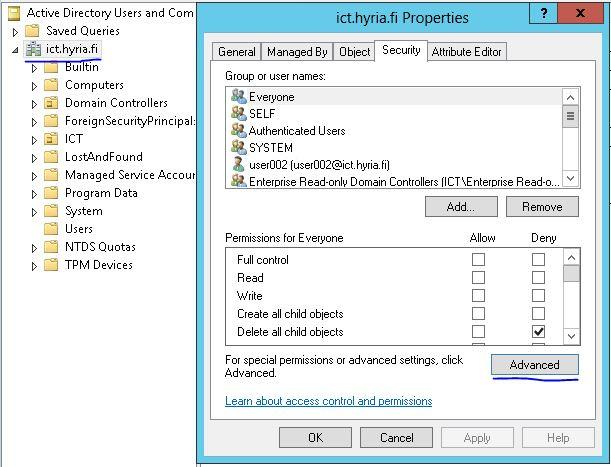 Active Directory Users and Com
Saved Queries
ict.hyria.fi
Builtin
Computers
Domain Controllers
ForeignSecurityPrincipal:
ICT
LostAndFound
Managed Service Accour
Program Data
System
Users
NTDS Quotas
TPM Devices
ict.hyria.fi Properties
? X
General Managed By Object Security Attribute Editor
Group or user names:
Everyone
SELF
Authenticated Users
SYSTEM
user002 (user002@ict.hyria.fi)
Enterprise Read-only Domain Controllers (ICT\Enterprise Read-o...
Add... Remove
Permissions for Everyone Allow Deny
Full control
Read
Write
Create all child objects
Delete all child objects
For special permissions or advanced settings, click
Advanced.
Advanced
Learn about access control and permissions
OK Cancel Apply Help